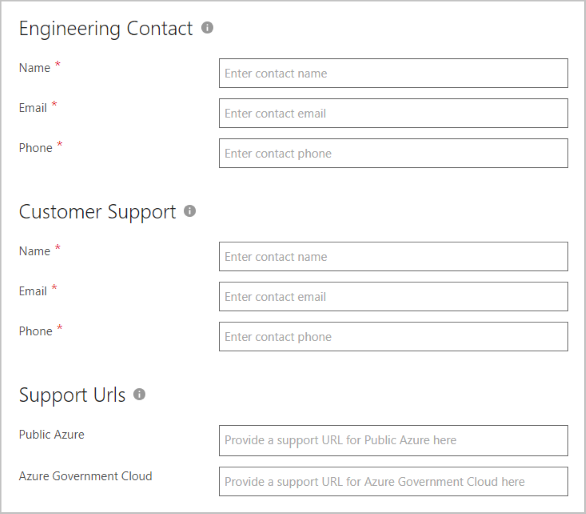 Engineering Contact
Name *
Enter contact name
Email *
Enter contact email
Phone *
Enter contact phone
Customer Support
Name *
Enter contact name
Email *
Enter contact email
Phone *
Enter contact phone
Support Urls
Public Azure
Provide a support URL for Public Azure here
Azure Government Cloud
Provide a support URL for Azure Government Cloud here